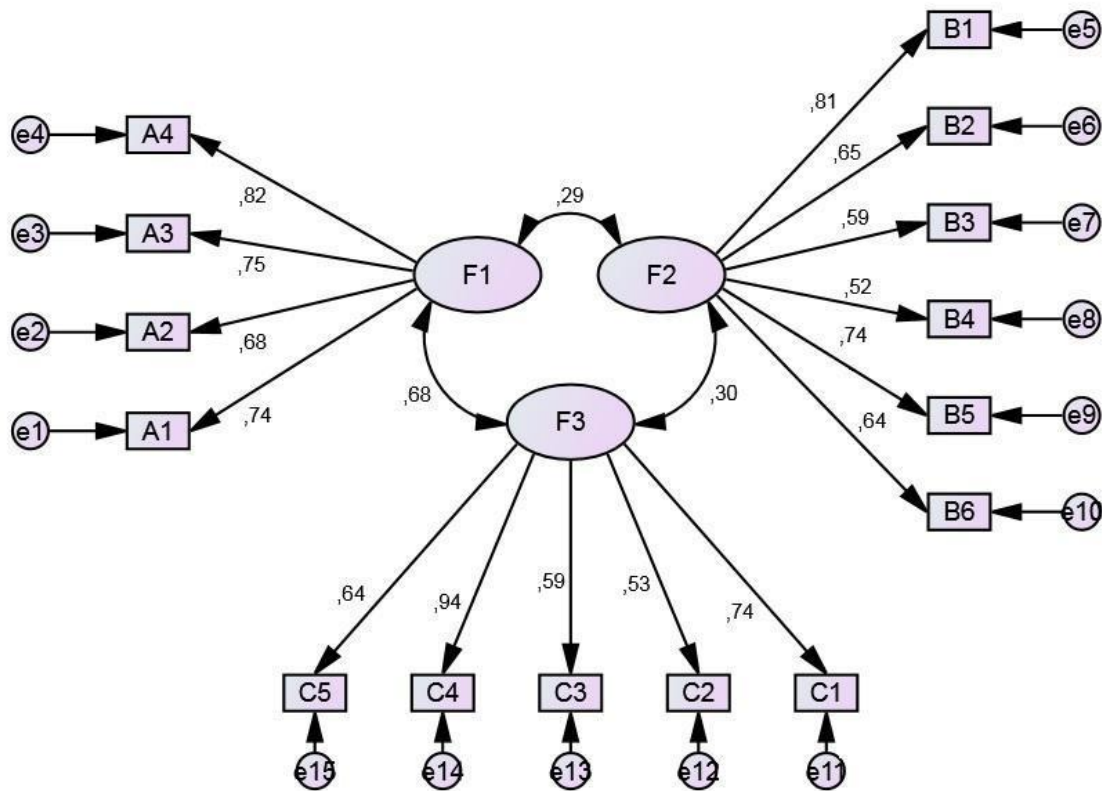 B1
e5
,81
e4
A4
B2
e6
,65
,82
,29
e3
A3
,59
B3
e7
,75
F1
F2
,52
B4
e8
e2
A2
,68
,74
,68
,30
B5
e9
e1
A1
,74
F3
,64
B6
e10
,64
,94
,59
,53
,74
C5
C4
C3
C2
C1
e15
e14
e13
e12
e11